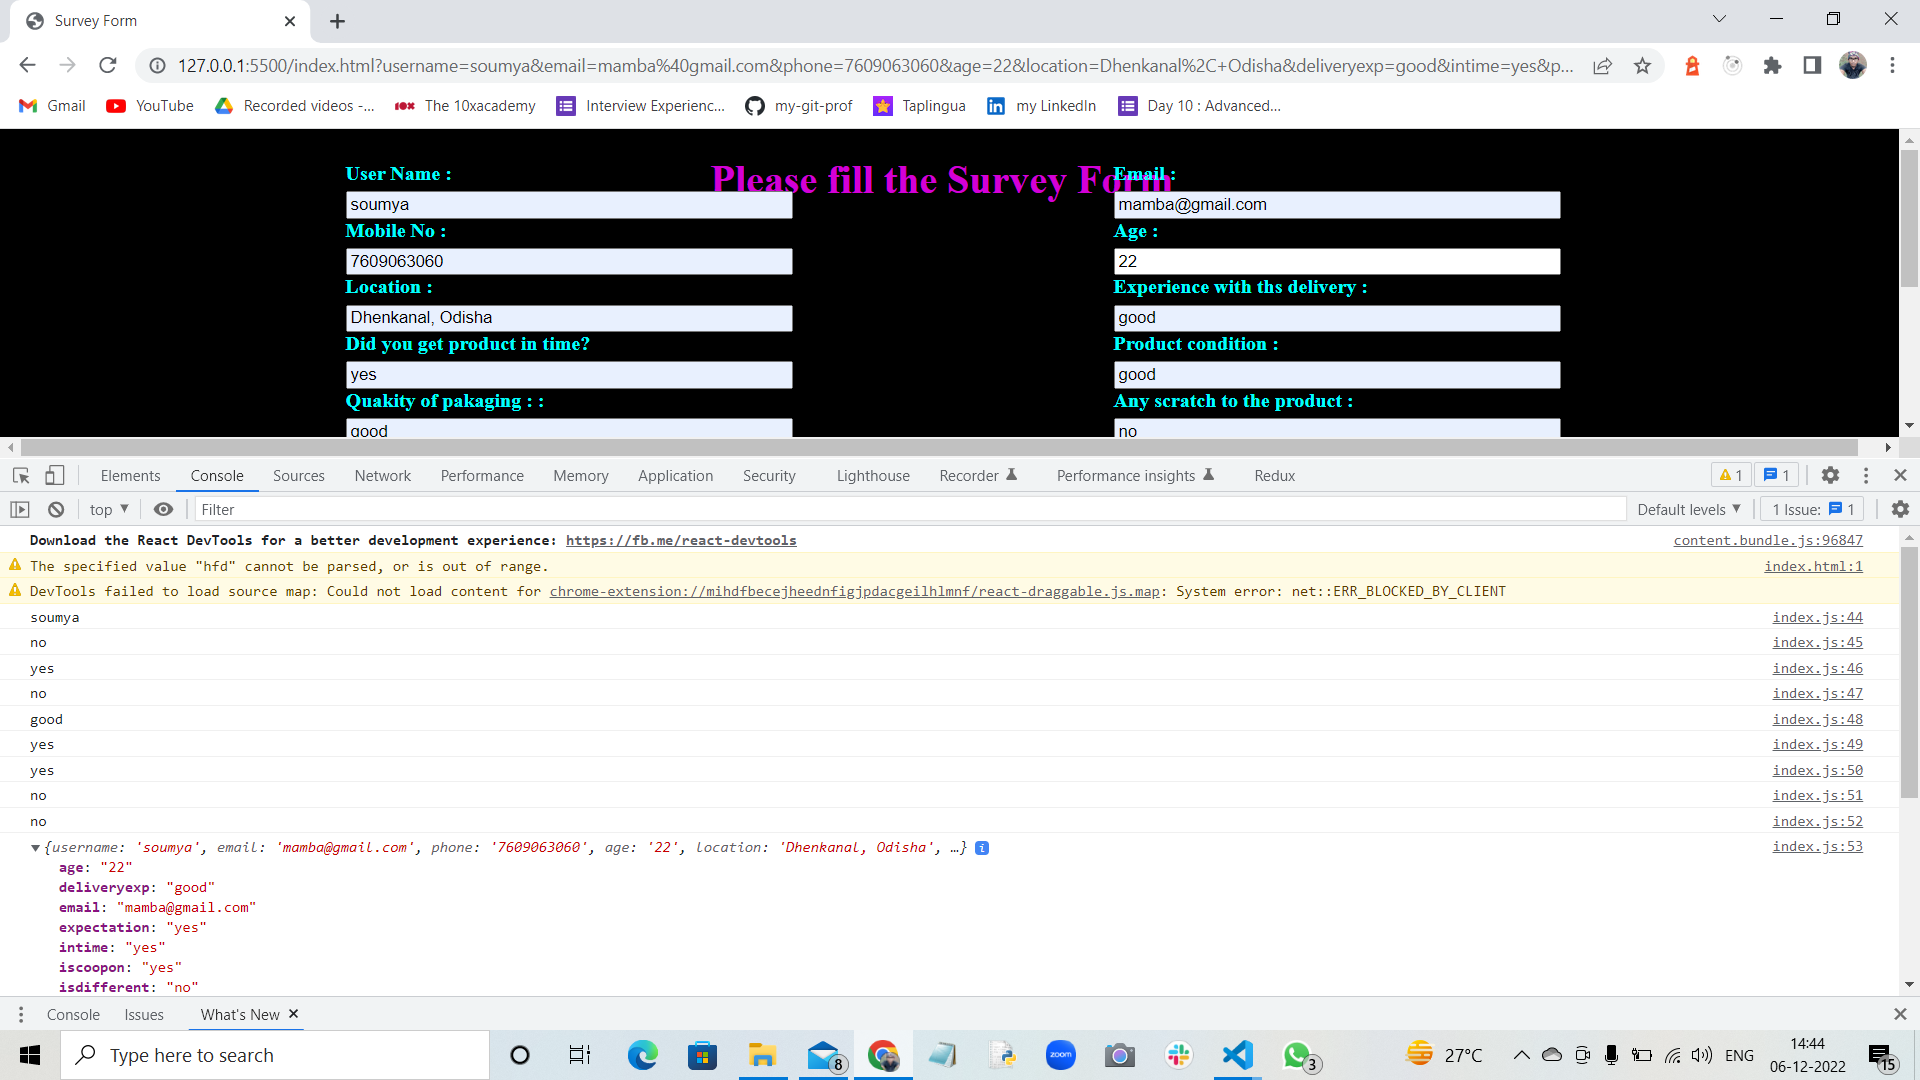 Survey Form
127.0.0.1:5500/index.html?username=soumya&email=mamba%40gmail.com&phone=7609063060&age=22&location=Dhenkanal%2C+Odisha&deliveryexp=good&intime=yes&p...
Gmail YouTube Recorded videos -... The 10xacademy Interview Experienc... my-git-prof Taplingua my LinkedIn Day 10 : Advanced...
Please fill the Survey Form
User Name : Email :
soumya mamba@gmail.com
Mobile No : Age :
7609063060 22
Location : Experience with ths delivery :
Dhenkanal, Odisha good
Did you get product in time? Product condition :
yes good
Quakity of pakaging : : Any scratch to the product :
good no
Elements Console Sources Network Performance Memory Application Security Lighthouse Recorder Performance insights Redux 1 1
top Filter Default levels 1 Issue: 1
Download the React DevTools for a better development experience: https://fb.me/react-devtools content.bundle.js:96847
The specified value "hfd" cannot be parsed, or is out of range. index.html:1
DevTools failed to load source map: Could not load content for chrome-extension://mihdfbecejheednfigjpdacgeilhlmnf/react-draggable.js.map: System error: net::ERR_BLOCKED_BY_CLIENT
soumya index.js:44
no index.js:45
yes index.js:46
no index.js:47
good index.js:48
yes index.js:49
yes index.js:50
no index.js:51
no index.js:52
{username: 'soumya', email: 'mamba@gmail.com', phone: '7609063060', age: '22', location: 'Dhenkanal, Odisha', …} i index.js:53
age: "22"
deliveryexp: "good"
email: "mamba@gmail.com"
expectation: "yes"
intime: "yes"
iscoopon: "yes"
isdifferent: "no"
Console Issues What's New
Type here to search zoom 8 3 27°C ENG 14:44
06-12-2022 15